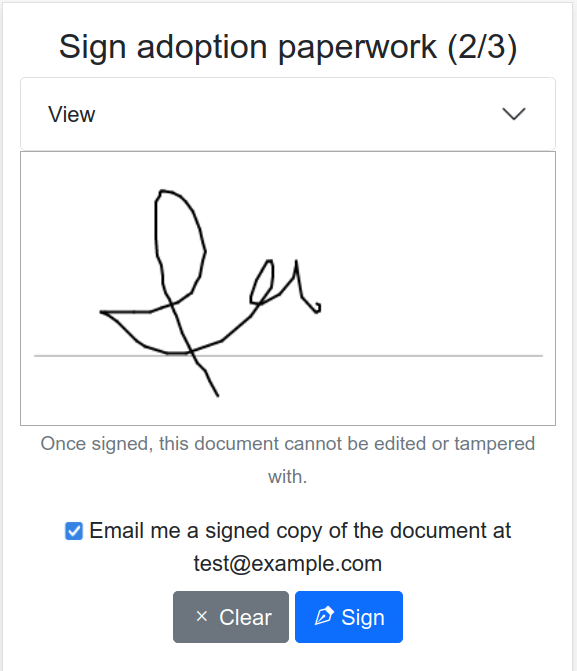 Sign adoption paperwork (2/3)
View
Once signed, this document cannot be edited or tampered
with.
Email me a signed copy of the document at
test@example.com
× Clear
Sign